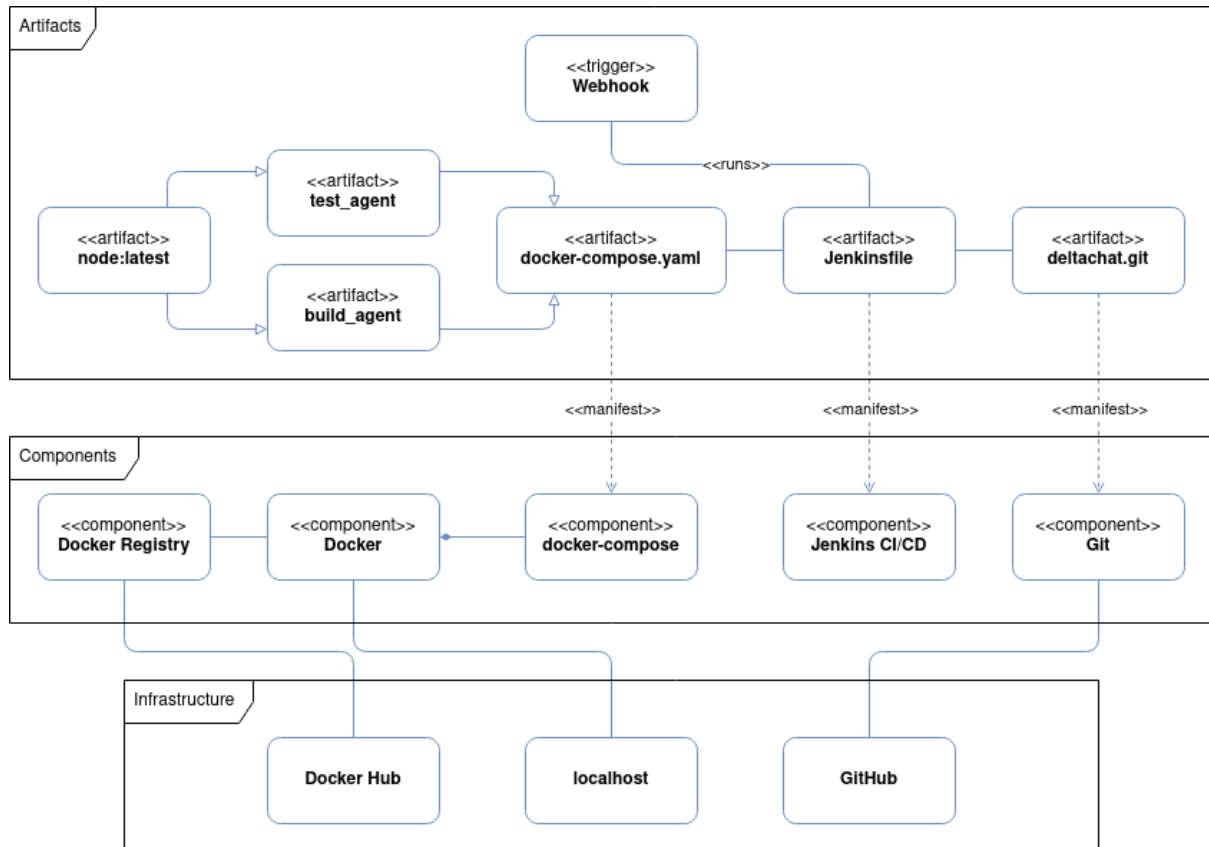 Artifacts
<<trigger>>
Webhook
<<runs>>
<<artifact>>
test_agent
<<artifact>>
node:latest
<<artifact>>
docker-compose.yaml
<<artifact>>
Jenkinsfile
<<artifact>>
deltachat.git
<<artifact>>
build_agent
<<manifest>>
<<manifest>>
<<manifest>>
Components
<<component>>
Docker Registry
<<component>>
Docker
<<component>>
docker-compose
<<component>>
Jenkins CI/CD
<<component>>
Git
Infrastructure
Docker Hub
localhost
GitHub